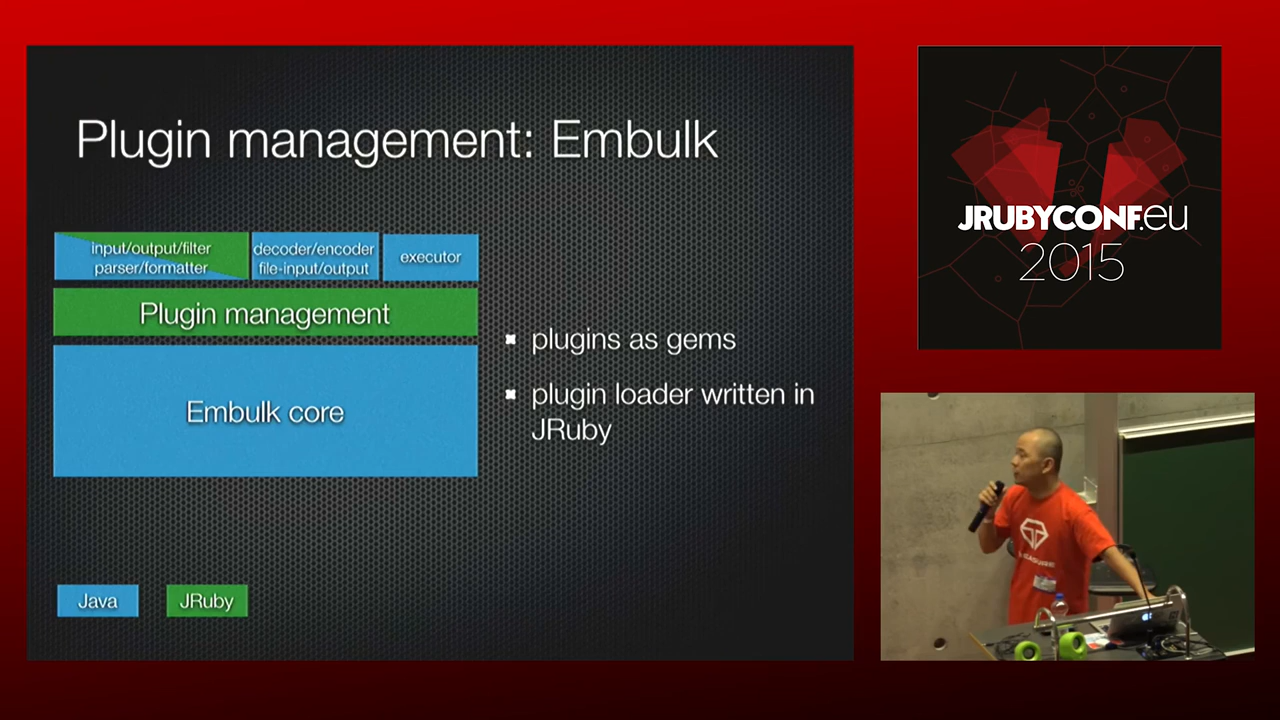 Plugin management: Embulk
input/output/filter
parser/formatter
decoder/encoder
file-input/output
executor
Plugin management
Embulk core
plugins as gems
plugin loader written in
JRuby
Java
JRuby
JRUBYCONF.eu
2015